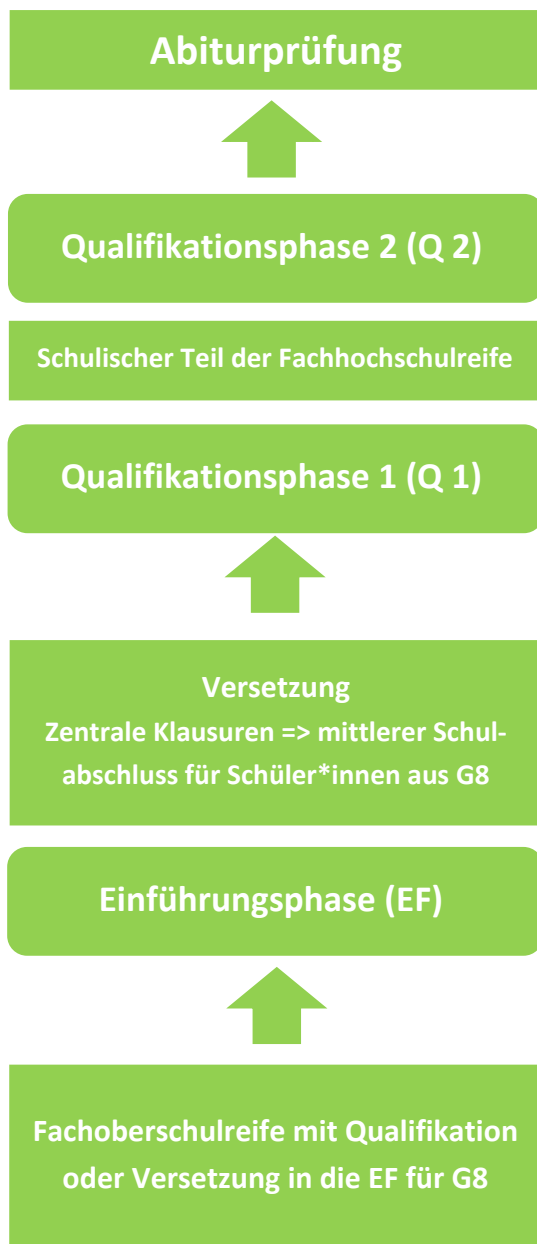 Abiturprüfung
Qualifikationsphase 2 (Q 2)
Schulischer Teil der Fachhochschulreife
Qualifikationsphase 1 (Q 1)
Versetzung
Zentrale Klausuren => mittlerer Schul-
abschluss für Schüler*innen aus G8
Einführungsphase (EF)
Fachoberschulreife mit Qualifikation
oder Versetzung in die EF für G8